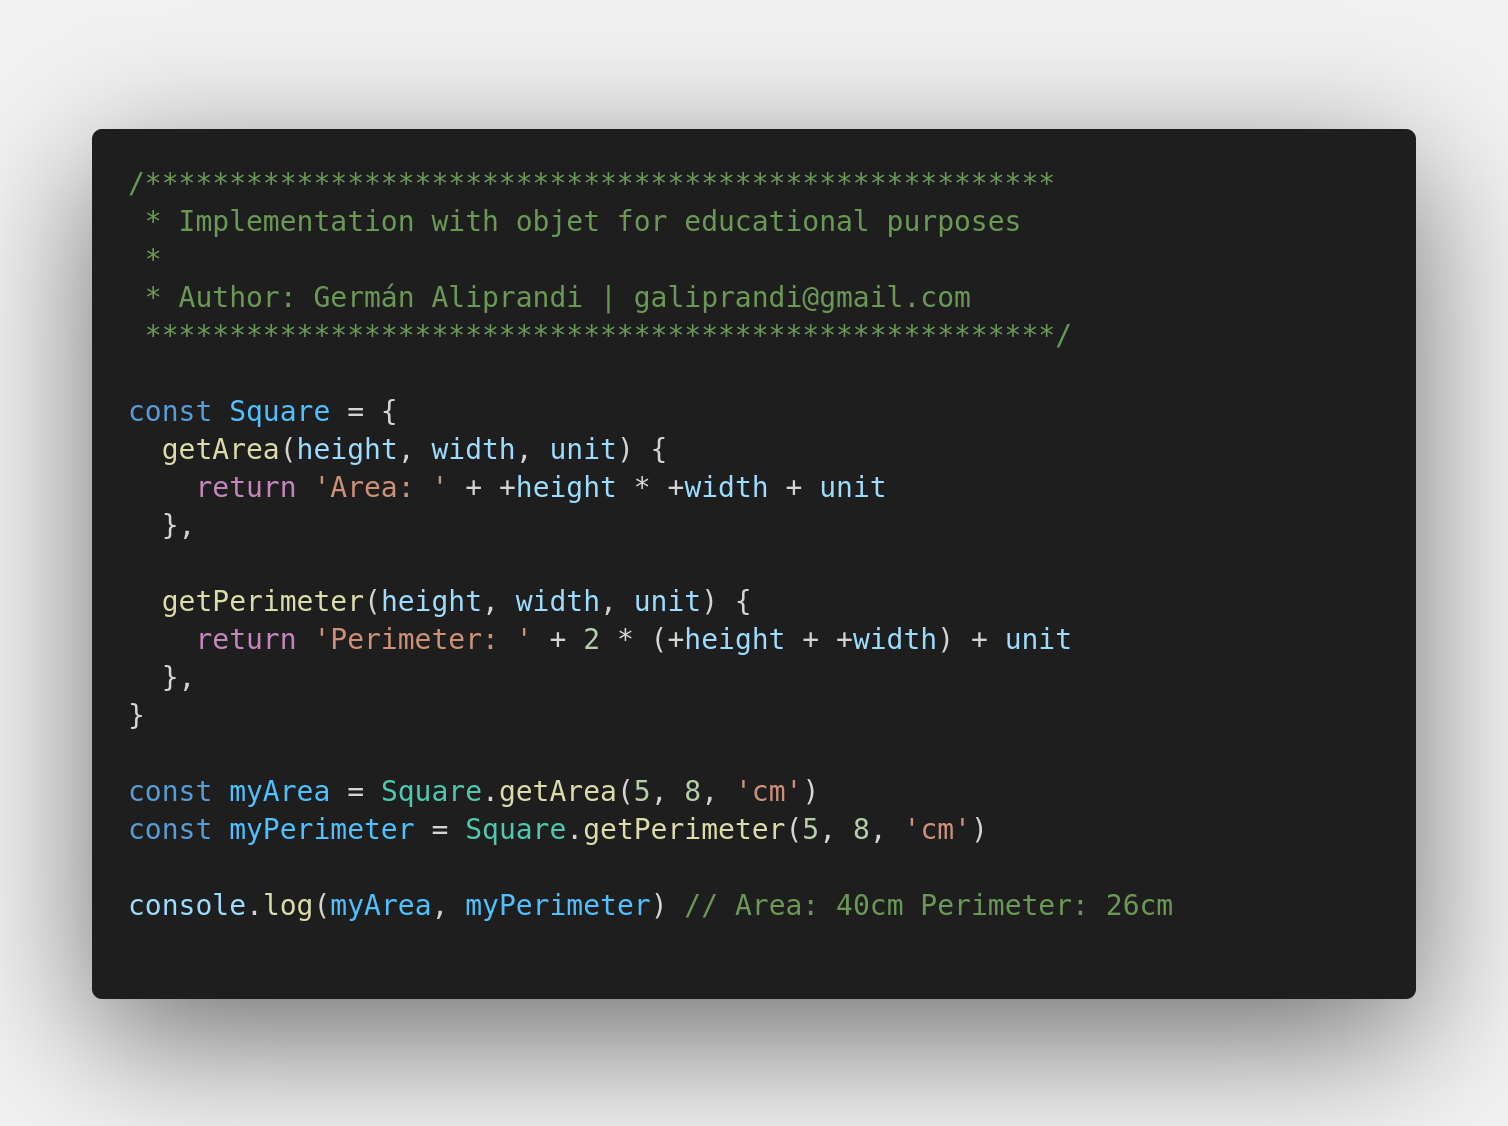 /******************************************************
 * Implementation with objet for educational purposes
 *
 * Author: Germán Aliprandi | galiprandi@gmail.com
 ******************************************************/

const Square = {
  getArea(height, width, unit) {
    return 'Area: ' + +height * +width + unit
  },

  getPerimeter(height, width, unit) {
    return 'Perimeter: ' + 2 * (+height + +width) + unit
  },
}

const myArea = Square.getArea(5, 8, 'cm')
const myPerimeter = Square.getPerimeter(5, 8, 'cm')

console.log(myArea, myPerimeter) // Area: 40cm Perimeter: 26cm